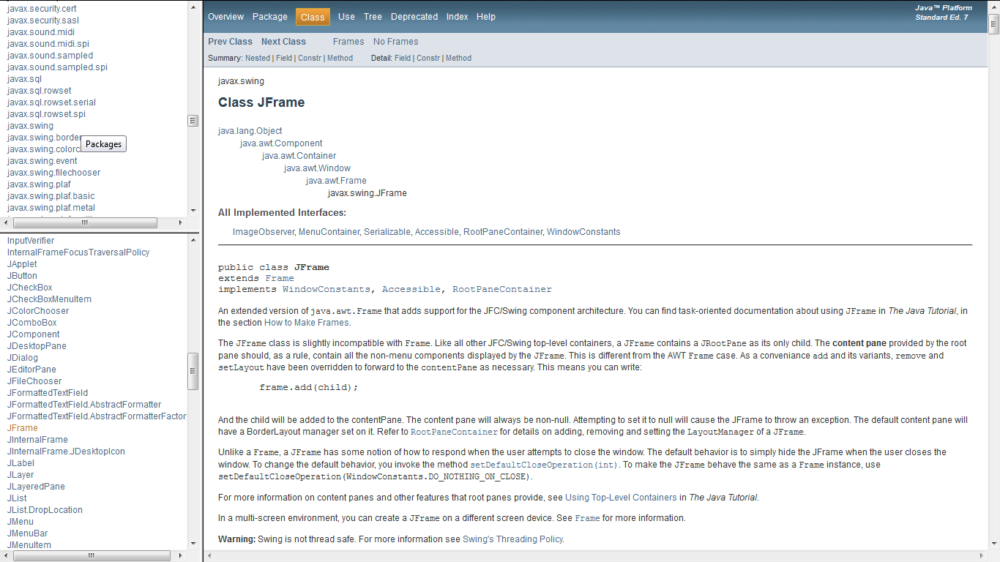 javax.security.cert
javax.security.sasl
javax.sound.midi
javax.sound.midi.spi
javax.sound.sampled
javax.sound.sampled.spi
javax.sql
javax.sql.rowset
javax.sql.rowset.serial
javax.sql.rowset.spi
javax.swing
javax.swing.border
Packages
javax.swing.colorc
javax.swing.event
javax.swing.filechooser
javax.swing.plaf
javax.swing.plaf.basic
javax.swing.plaf.metal
InputVerifier
InternalFrameFocusTraversalPolicy
JApplet
JButton
JCheckBox
JCheckBoxMenuItem
JColorChooser
JComboBox
JComponent
JDesktopPane
JDialog
JEditorPane
JFileChooser
JFormattedTextField
JFormattedTextField.AbstractFormatter
JFormattedTextField.AbstractFormatterFactory
JFrame
JInternalFrame
JInternalFrame.JDesktopIcon
JLabel
JLayer
JLayeredPane
JList
JList.DropLocation
JMenu
JMenuBar
JMenuItem
Overview Package Class Use Tree Deprecated Index Help
Java™ Platform
Standard Ed. 7
Prev Class Next Class Frames No Frames
Summary: Nested | Field | Constr | Method Detail: Field | Constr | Method
javax.swing
Class JFrame
java.lang.Object
java.awt.Component
java.awt.Container
java.awt.Window
java.awt.Frame
javax.swing.JFrame
All Implemented Interfaces:
ImageObserver, MenuContainer, Serializable, Accessible, RootPaneContainer, WindowConstants
public class JFrame
extends Frame
implements WindowConstants, Accessible, RootPaneContainer
An extended version of java.awt.Frame that adds support for the JFC/Swing component architecture. You can find task-oriented documentation about using JFrame in The Java Tutorial, in
the section How to Make Frames.
The JFrame class is slightly incompatible with Frame. Like all other JFC/Swing top-level containers, a JFrame contains a JRootPane as its only child. The content pane provided by the root
pane should, as a rule, contain all the non-menu components displayed by the JFrame. This is different from the AWT Frame case. As a conveniance add and its variants, remove and
setLayout have been overridden to forward to the contentPane as necessary. This means you can write:
frame.add(child);
And the child will be added to the contentPane. The content pane will always be non-null. Attempting to set it to null will cause the JFrame to throw an exception. The default content pane will
have a BorderLayout manager set on it. Refer to RootPaneContainer for details on adding, removing and setting the LayoutManager of a JFrame.
Unlike a Frame, a JFrame has some notion of how to respond when the user attempts to close the window. The default behavior is to simply hide the JFrame when the user closes the
window. To change the default behavior, you invoke the method setDefaultCloseOperation(int). To make the JFrame behave the same as a Frame instance, use
setDefaultCloseOperation(WindowConstants.DO_NOTHING_ON_CLOSE).
For more information on content panes and other features that root panes provide, see Using Top-Level Containers in The Java Tutorial.
In a multi-screen environment, you can create a JFrame on a different screen device. See Frame for more information.
Warning: Swing is not thread safe. For more information see Swing's Threading Policy.